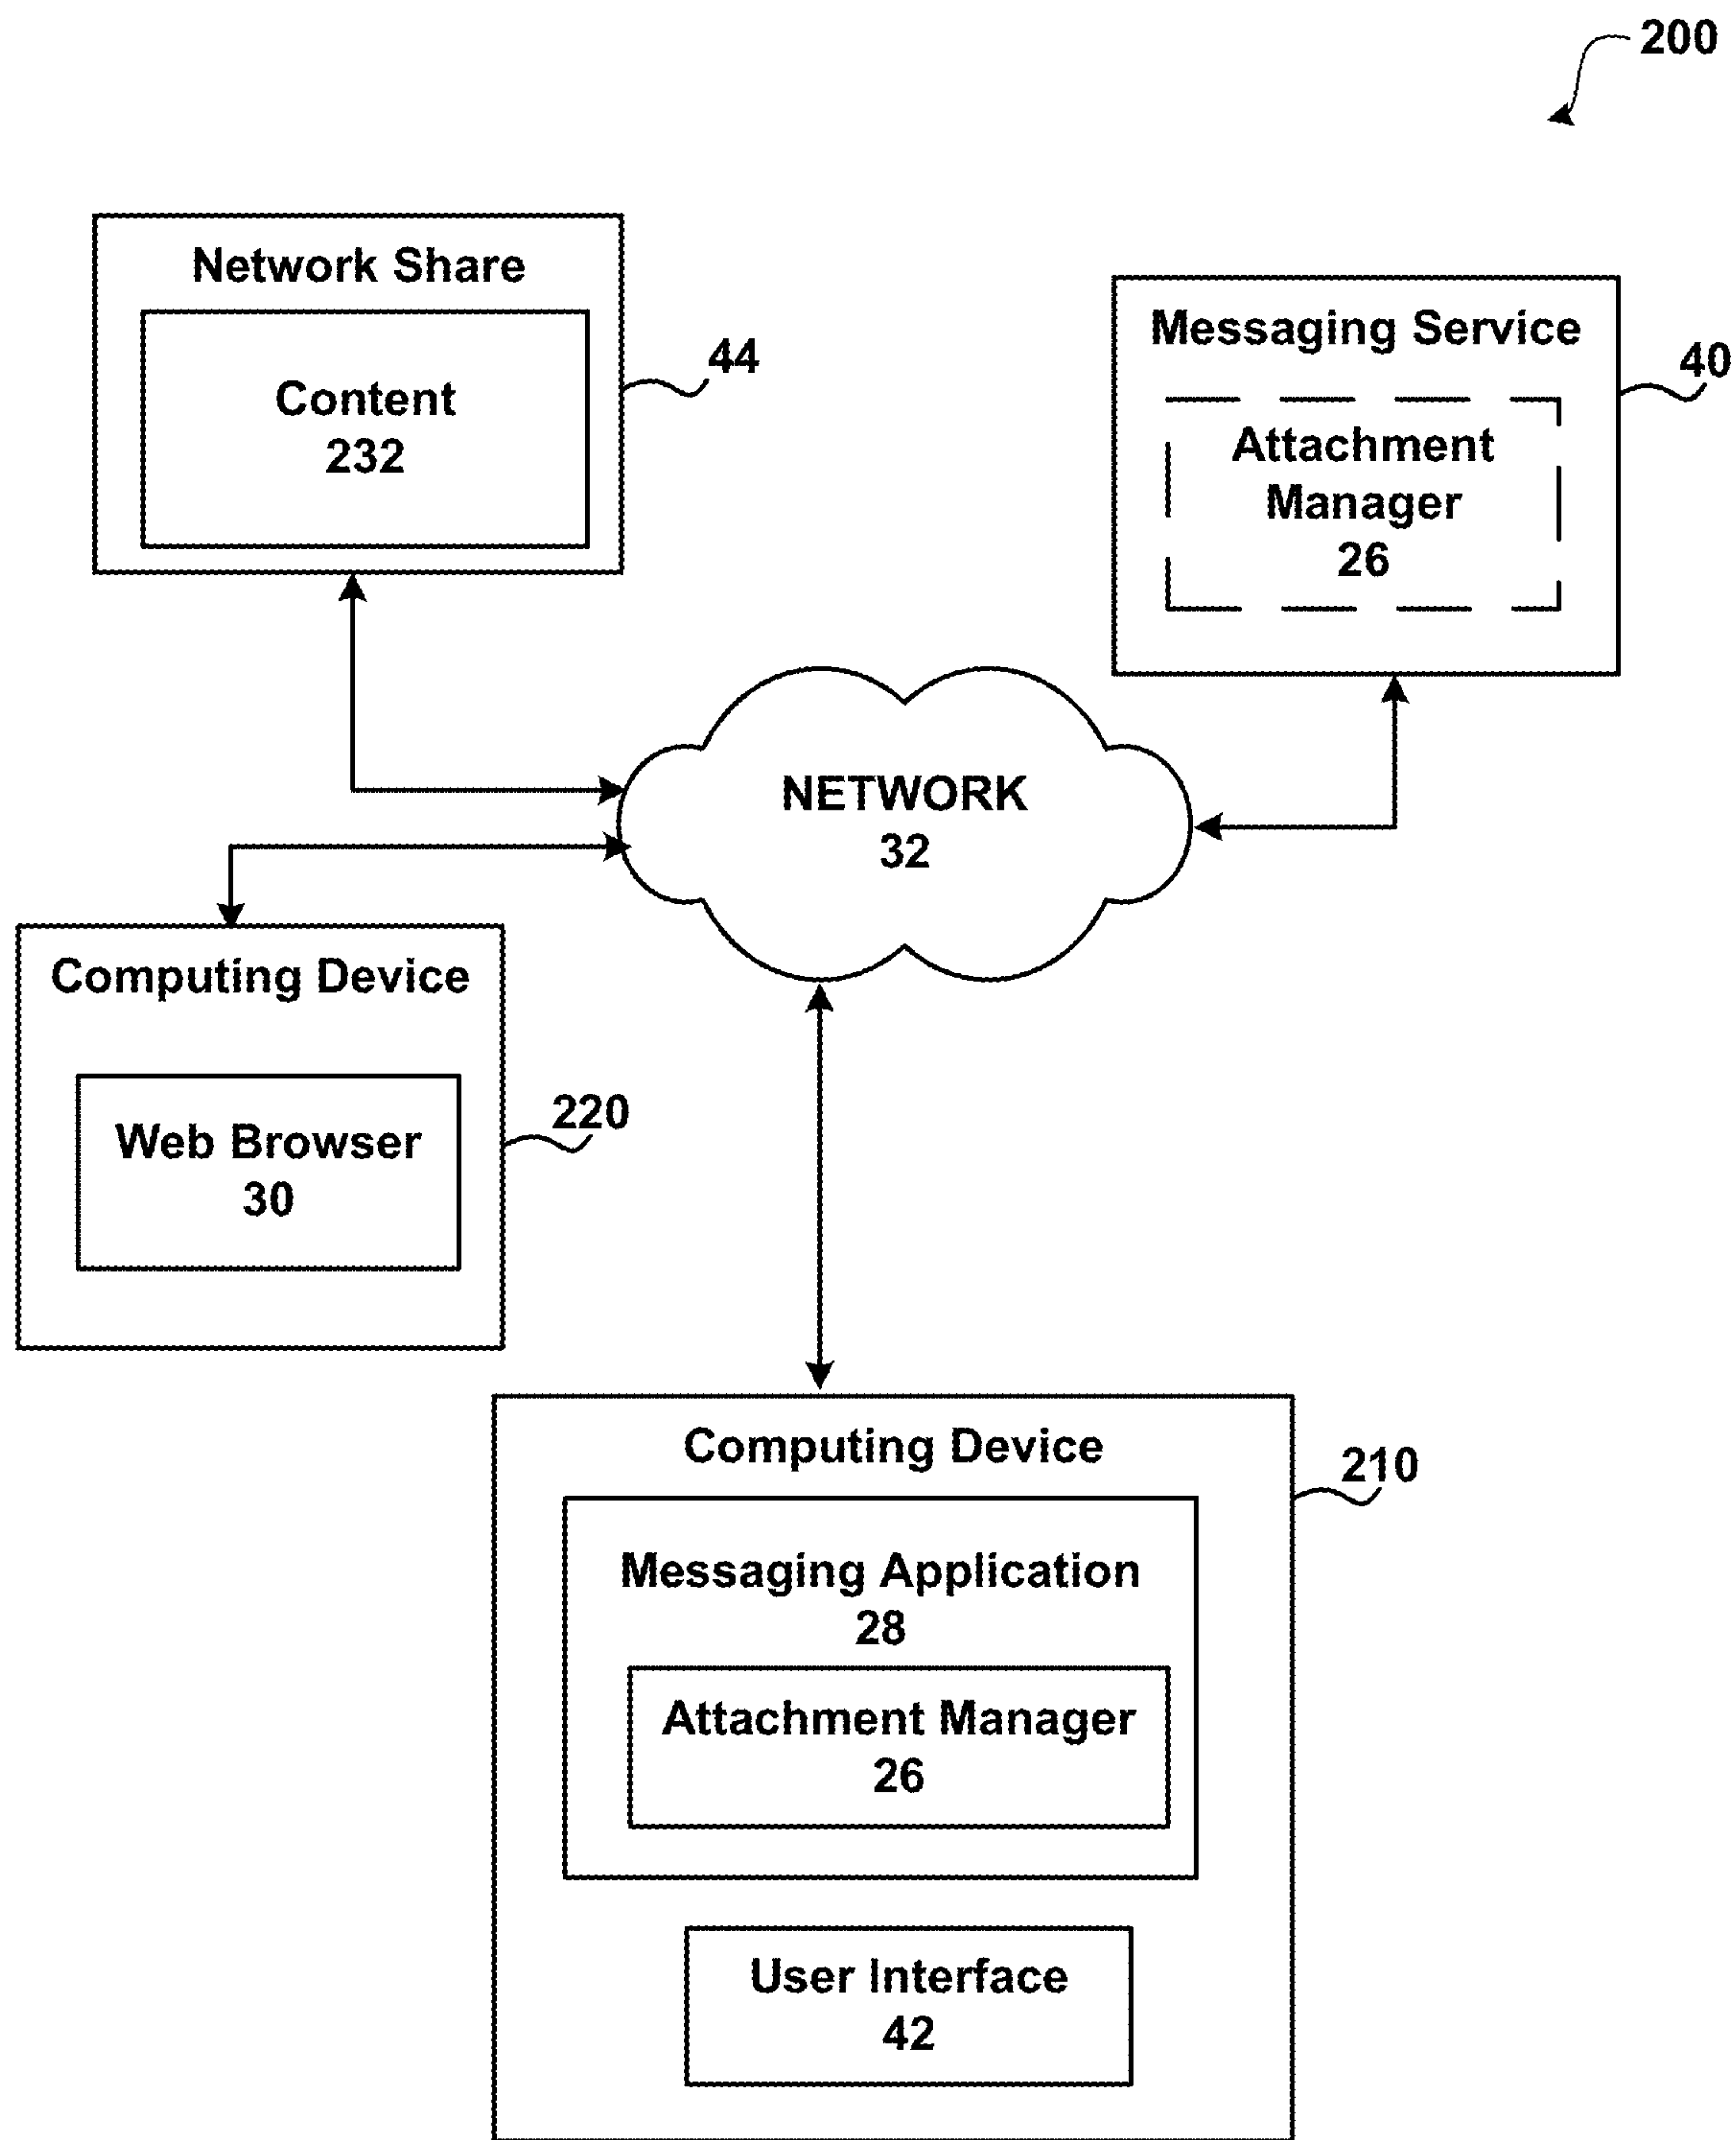 200
Network Share
Content
232
44
Messaging Service
Attachment
Manager
26
40
NETWORK
32
Computing Device
Web Browser
30
220
Computing Device
210
Messaging Application
28
Attachment Manager
26
User Interface
42